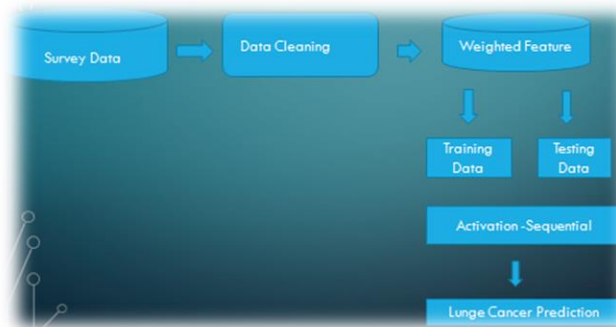 Survey Data
Data Cleaning
Weighted Feature
Training
Data
Testing
Data
Activation -Sequential
Lunge Cancer Prediction